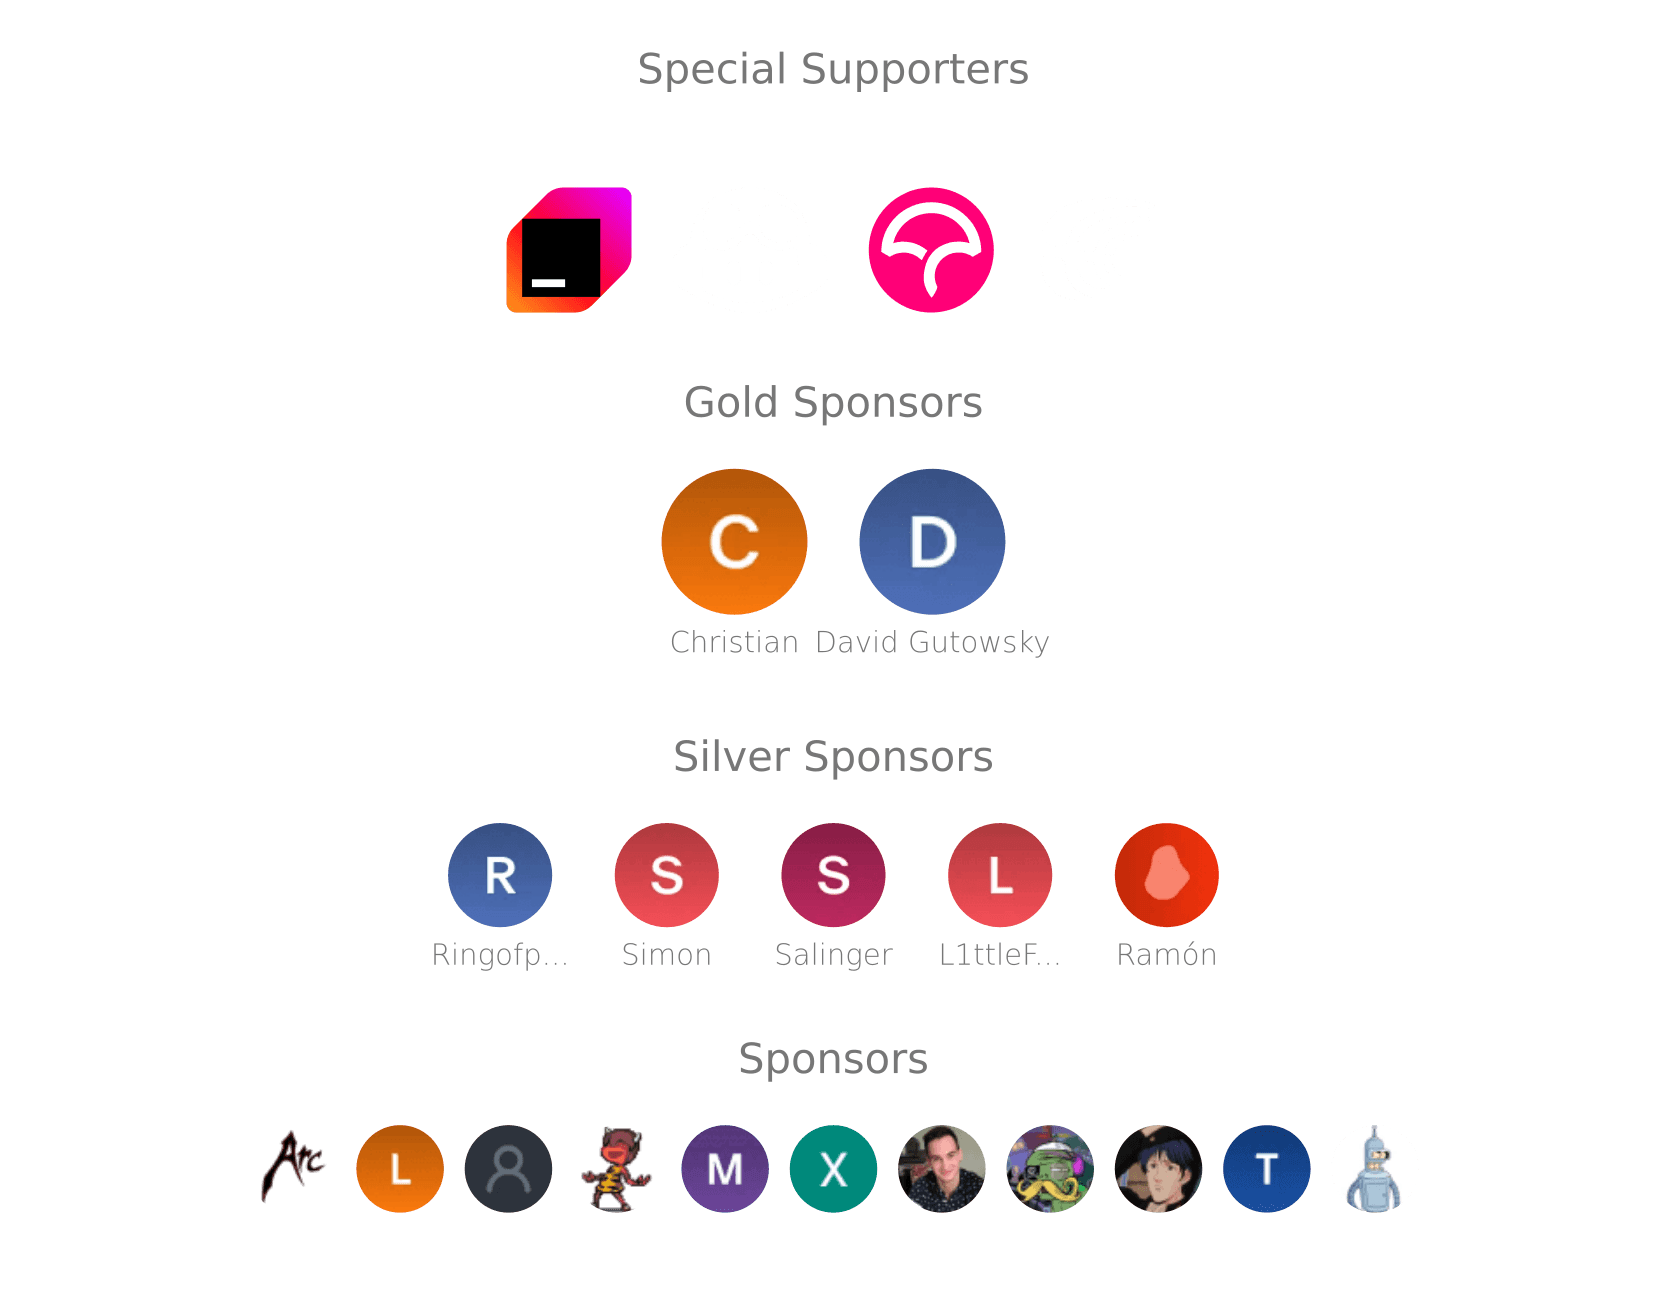 Special Supporters
Gold Sponsors
C D
Christian David Gutowsky
Silver Sponsors
R S S L
Ringofp... Simon Salinger L1ttleF... Ramón
Sponsors
Arc L M X T